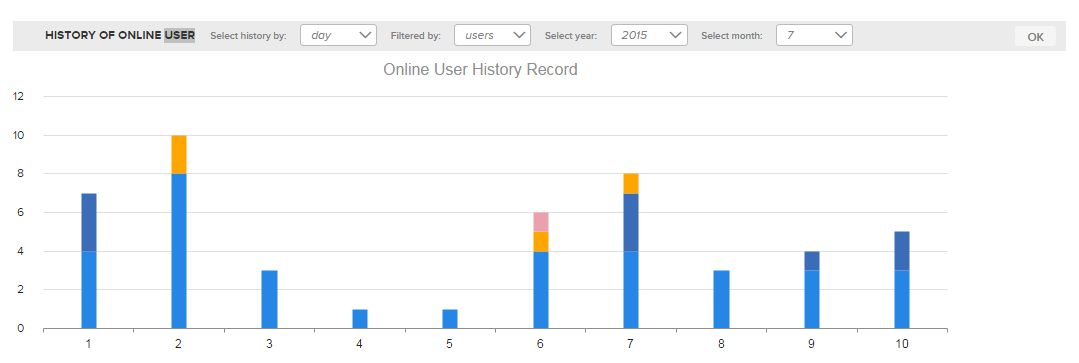 HISTORY OF ONLINE USER Select history by: day Filtered by: users Select year: 2015 Select month: 7 OK
Online User History Record
12
10
8
6
4
2
0
1 2 3 4 5 6 7 8 9 10